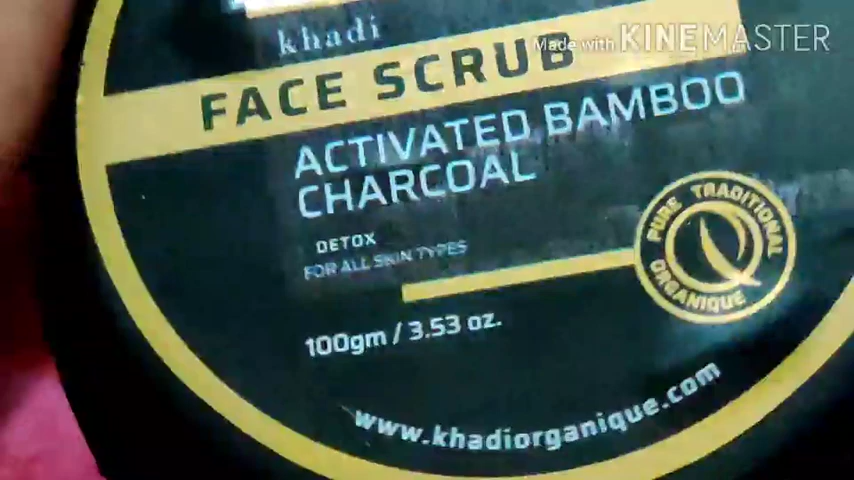 khadi
Made with KINEMASTER
FACE SCRUB
ACTIVATED BAMBOO
CHARCOAL
DETOX
FOR ALL SKIN TYPES
PURE TRADITIONAL
ORGANIQUE
100gm / 3.53 oz.
www.khadiorganique.com